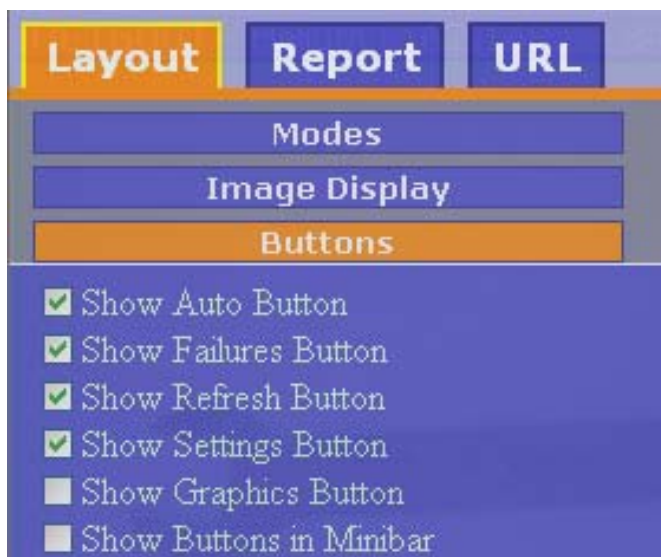 Layout Report URL
Modes
Image Display
Buttons
Show Auto Button
Show Failures Button
Show Refresh Button
Show Settings Button
Show Graphics Button
Show Buttons in Minibar